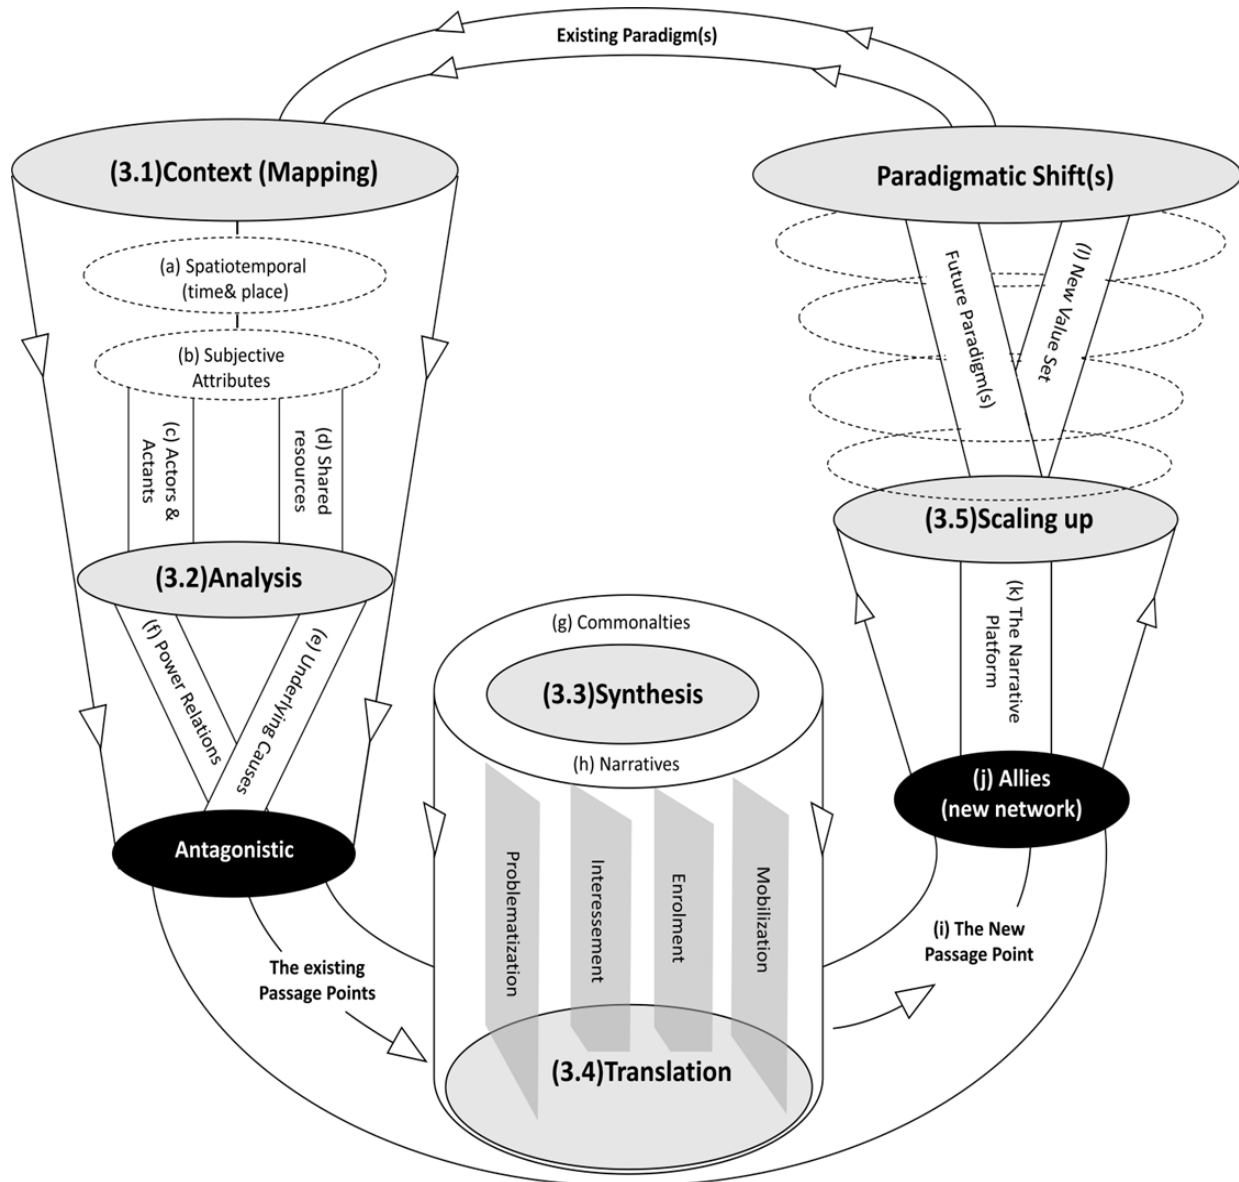 Existing Paradigm(s)
(3.1)Context (Mapping)
(a) Spatiotemporal
(time& place)
(b) Subjective
Attributes
(c) Actors &
Actants
(d) Shared
resources
(3.2)Analysis
(f) Power Relations
(e) Underlying Causes
Antagonistic
The existing
Passage Points
(g) Commonalties
(3.3)Synthesis
(h) Narratives
Problematization
Interessement
Enrolment
Mobilization
(3.4)Translation
(i) The New
Passage Point
(j) Allies
(new network)
(k) The Narrative
Platform
(3.5)Scaling up
Future Paradigm(s)
(l) New Value Set
Paradigmatic Shift(s)